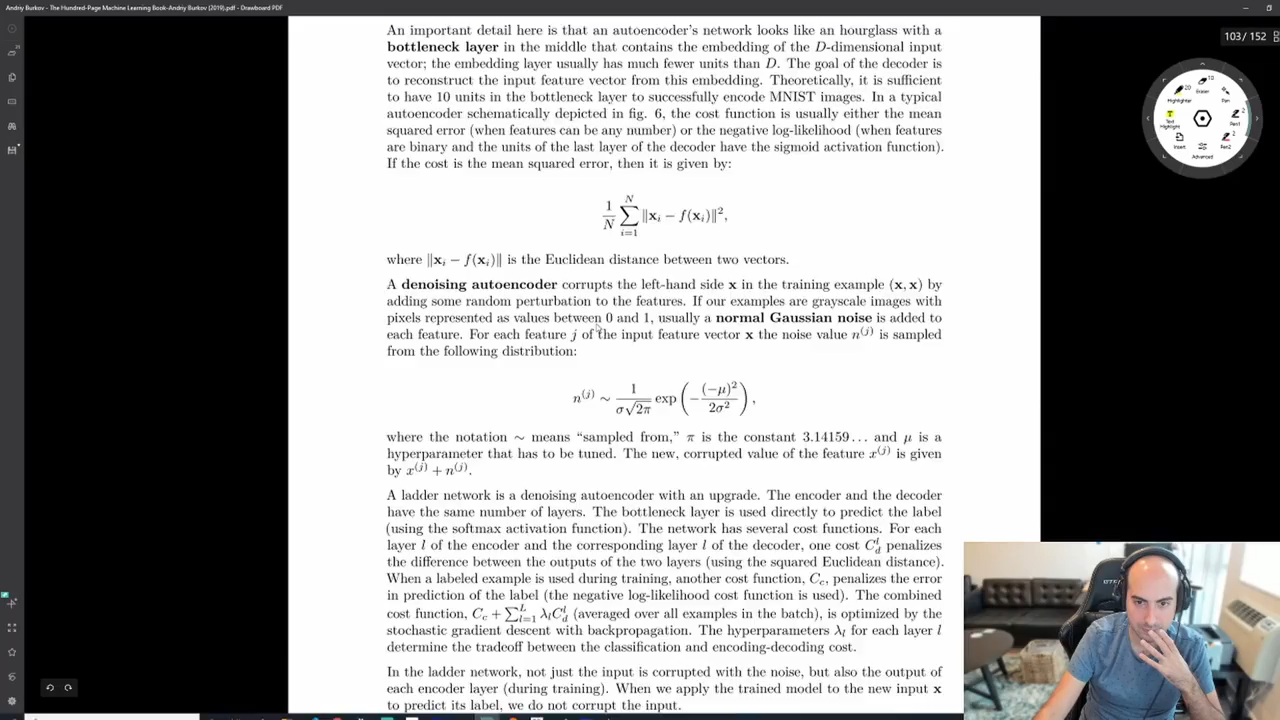 Andriy Burkov - The Hundred-Page Machine Learning Book-Andriy Burkov (2019).pdf - Drawboard PDF
103 / 152
An important detail here is that an autoencoder's network looks like an hourglass with a
bottleneck layer in the middle that contains the embedding of the D-dimensional input
vector; the embedding layer usually has much fewer units than D. The goal of the decoder is
to reconstruct the input feature vector from this embedding. Theoretically, it is sufficient
to have 10 units in the bottleneck layer to successfully encode MNIST images. In a typical
autoencoder schematically depicted in fig. 6, the cost function is usually either the mean
squared error (when features can be any number) or the negative log-likelihood (when features
are binary and the units of the last layer of the decoder have the sigmoid activation function).
If the cost is the mean squared error, then it is given by:
1/N ∑_{i=1}^{N} ‖x_i − f(x_i)‖²,
where ‖x_i − f(x_i)‖ is the Euclidean distance between two vectors.
A denoising autoencoder corrupts the left-hand side x in the training example (x, x) by
adding some random perturbation to the features. If our examples are grayscale images with
pixels represented as values between 0 and 1, usually a normal Gaussian noise is added to
each feature. For each feature j of the input feature vector x the noise value n^(j) is sampled
from the following distribution:
n^(j) ∼ 1/(σ√2π) exp(−(−μ)²/2σ²),
where the notation ∼ means “sampled from,” π is the constant 3.14159... and μ is a
hyperparameter that has to be tuned. The new, corrupted value of the feature x^(j) is given
by x^(j) + n^(j).
A ladder network is a denoising autoencoder with an upgrade. The encoder and the decoder
have the same number of layers. The bottleneck layer is used directly to predict the label
(using the softmax activation function). The network has several cost functions. For each
layer l of the encoder and the corresponding layer l of the decoder, one cost C_d^l penalizes
the difference between the outputs of the two layers (using the squared Euclidean distance).
When a labeled example is used during training, another cost function, C_c, penalizes the error
in prediction of the label (the negative log-likelihood cost function is used). The combined
cost function, C_c + ∑_{l=1}^{L} λ_l C_d^l (averaged over all examples in the batch), is optimized by the
stochastic gradient descent with backpropagation. The hyperparameters λ_l for each layer l
determine the tradeoff between the classification and encoding-decoding cost.
In the ladder network, not just the input is corrupted with the noise, but also the output of
each encoder layer (during training). When we apply the trained model to the new input x
to predict its label, we do not corrupt the input.
Highlighter
Eraser
Pen
Text Highlight
Pen1
Insert
Pen2
Advanced